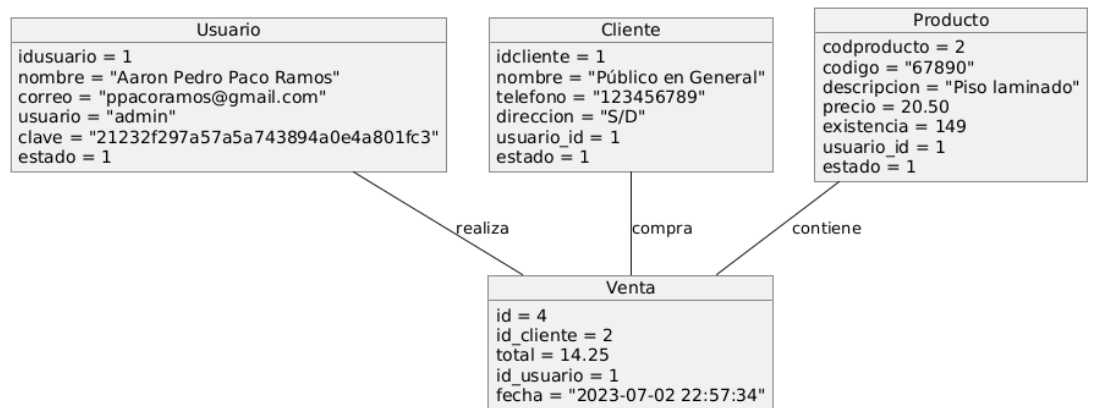 Usuario
idusuario = 1
nombre = "Aaron Pedro Paco Ramos"
correo = "ppacoramos@gmail.com"
usuario = "admin"
clave = "21232f297a57a5a743894a0e4a801fc3"
estado = 1
Cliente
idcliente = 1
nombre = "Público en General"
telefono = "123456789"
direccion = "S/D"
usuario_id = 1
estado = 1
Producto
codproducto = 2
codigo = "67890"
descripcion = "Piso laminado"
precio = 20.50
existencia = 149
usuario_id = 1
estado = 1
realiza
compra
contiene
Venta
id = 4
id_cliente = 2
total = 14.25
id_usuario = 1
fecha = "2023-07-02 22:57:34"